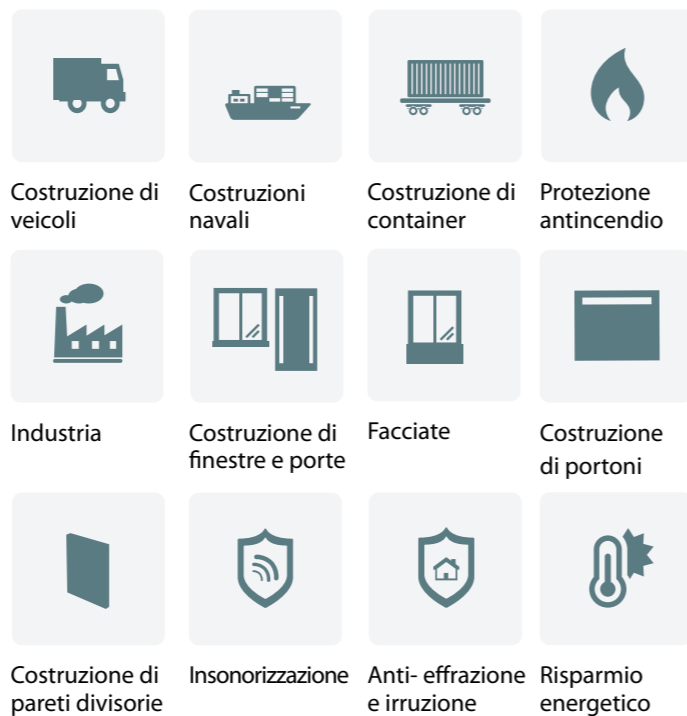 Costruzione di
veicoli
Costruzioni
navali
Costruzione di
container
Protezione
antincendio
Industria
Costruzione di
finestre e porte
Facciate
Costruzione
di portoni
Costruzione di
pareti divisorie
Insonorizzazione
Anti- effrazione
e irruzione
Risparmio
energetico